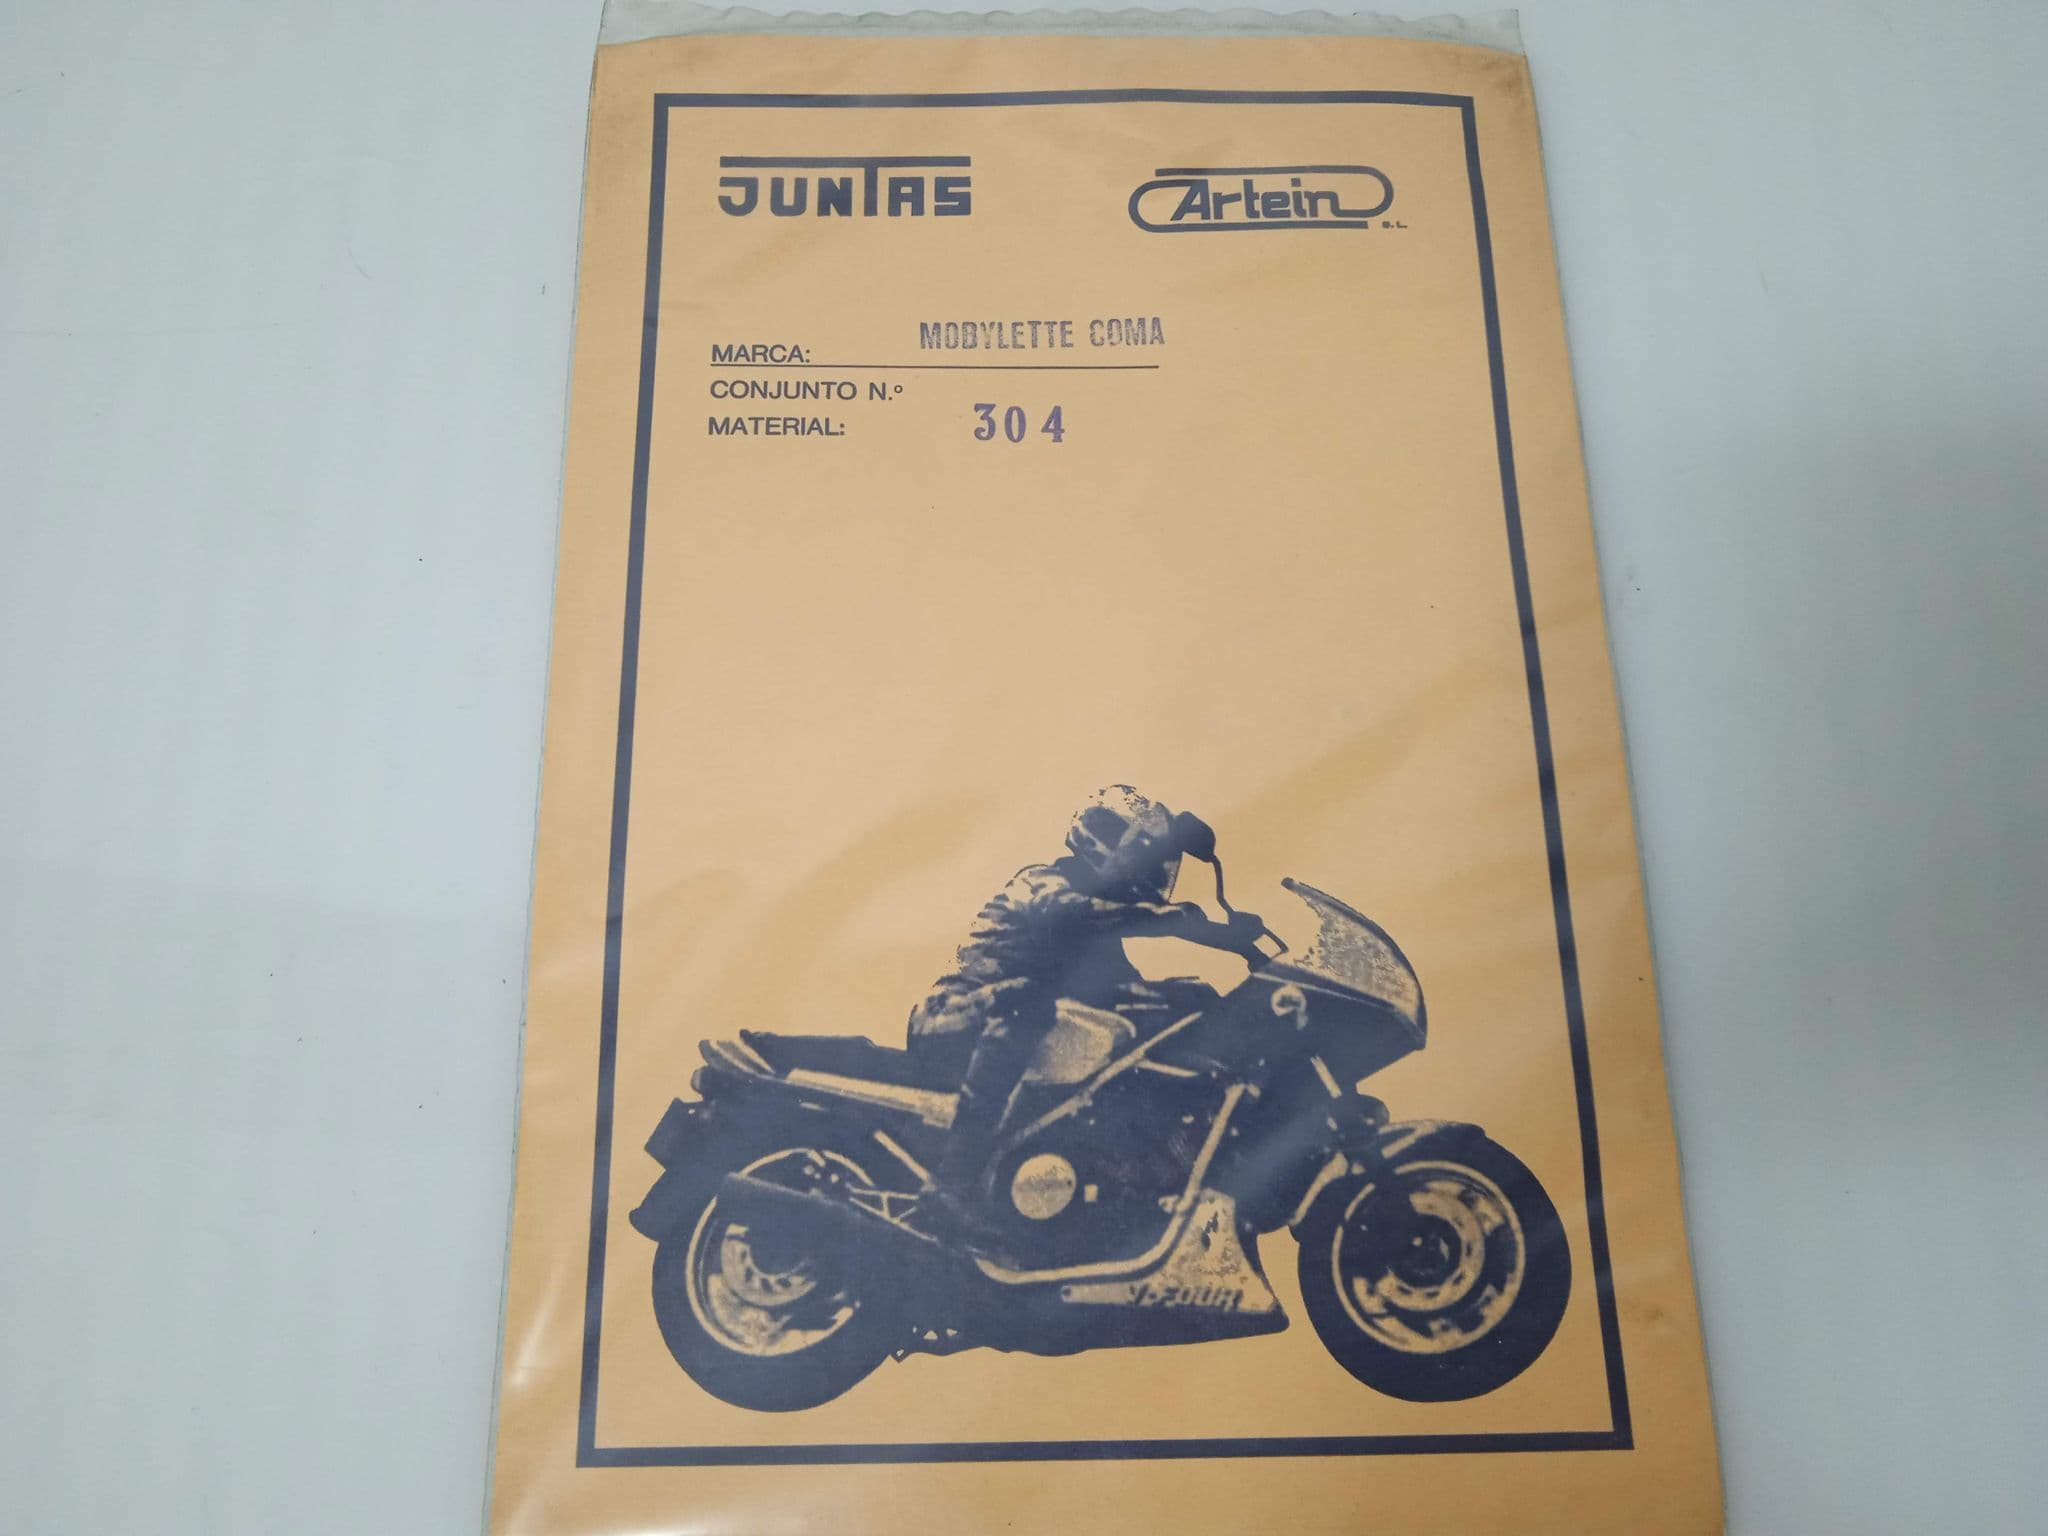 JUNTAS
Artein S.L
MARCA: MOBYLETTE COMA
CONJUNTO N.º
MATERIAL: 304
V-FOUR